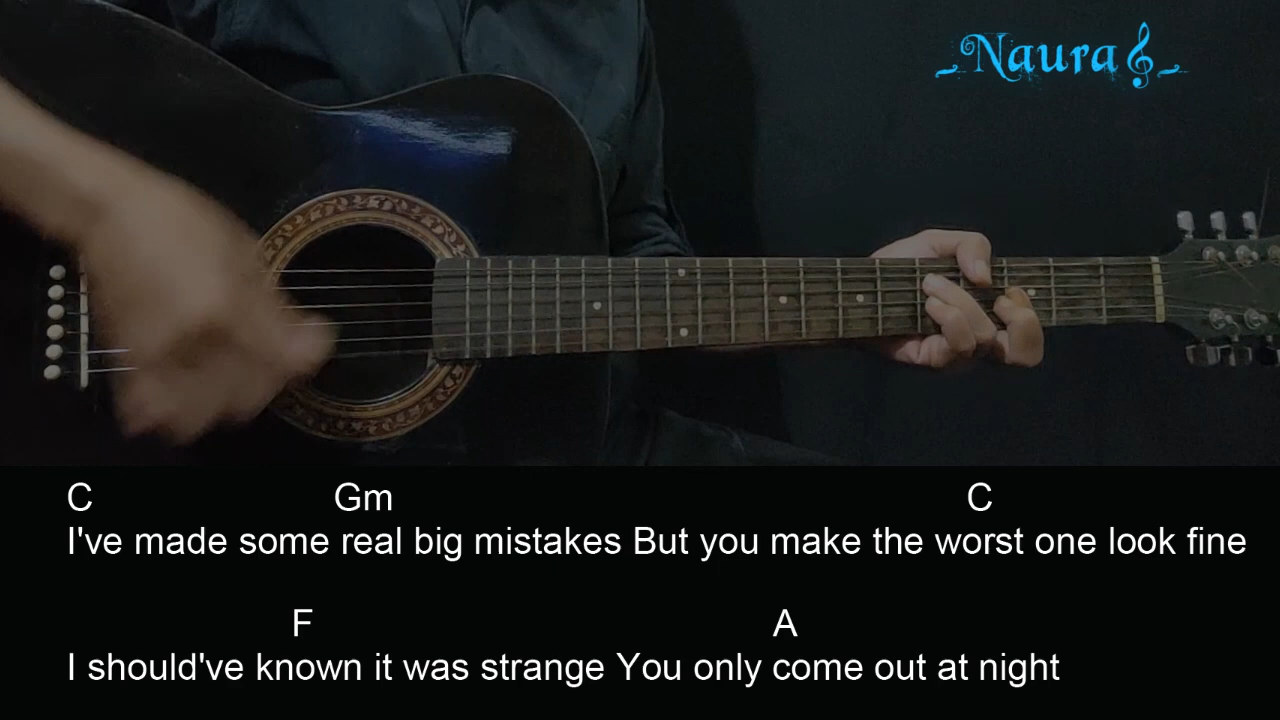 Naura
C Gm C
I've made some real big mistakes But you make the worst one look fine
F A
I should've known it was strange You only come out at night